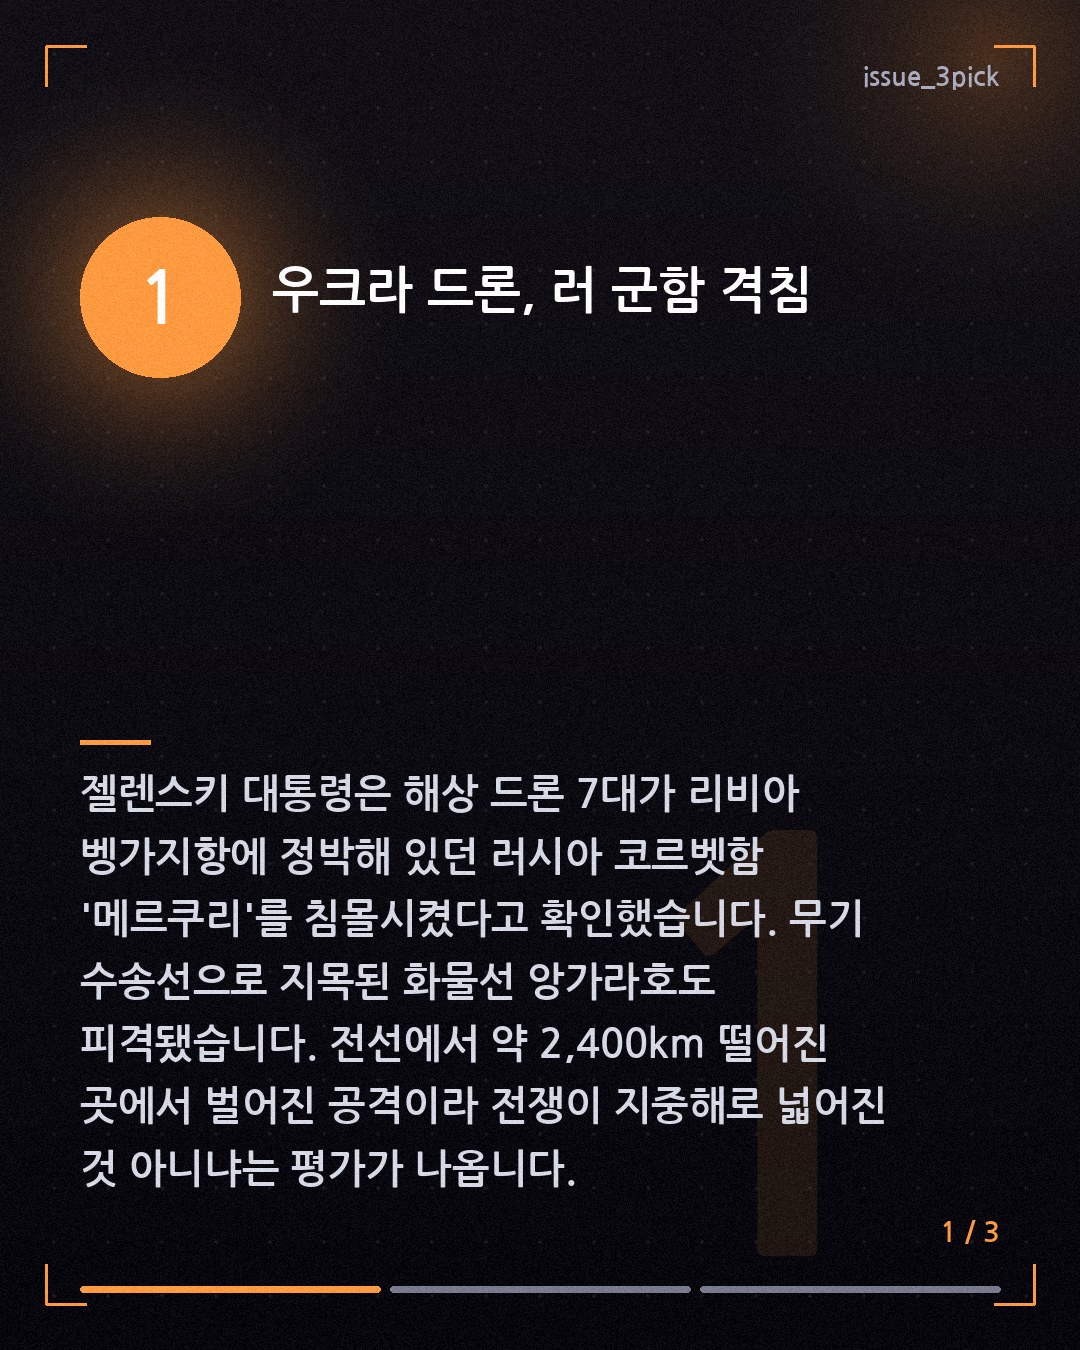 issue_3pick
1
우크라 드론, 러 군함 격침
젤렌스키 대통령은 해상 드론 7대가 리비아
벵가지항에 정박해 있던 러시아 코르벳함
'메르쿠리'를 침몰시켰다고 확인했습니다. 무기
수송선으로 지목된 화물선 앙가라호도
피격됐습니다. 전선에서 약 2,400km 떨어진
곳에서 벌어진 공격이라 전쟁이 지중해로 넓어진
것 아니냐는 평가가 나옵니다.
1
1 / 3